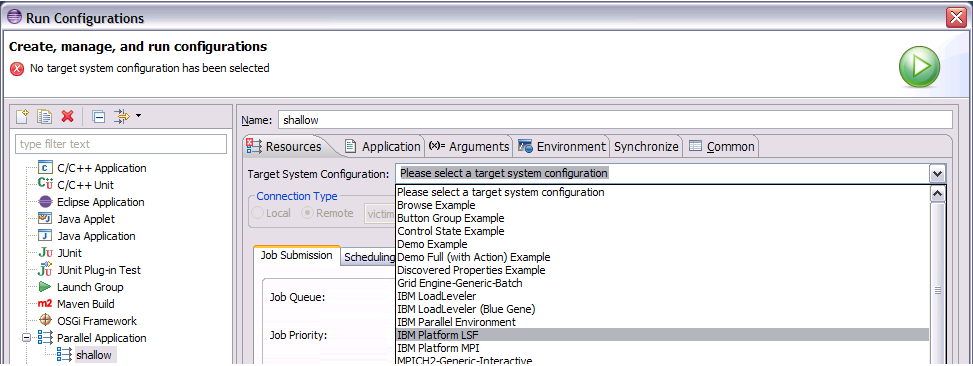 Run Configurations
Create, manage, and run configurations
No target system configuration has been selected
type filter text
C/C++ Application
C/C++ Unit
Eclipse Application
Java Applet
Java Application
JUnit
JUnit Plug-in Test
Launch Group
Maven Build
OSGi Framework
Parallel Application
shallow
Name: shallow
Resources Application (x)= Arguments Environment Synchronize Common
Target System Configuration: Please select a target system configuration
Connection Type
Local Remote victim
Job Submission Scheduling
Job Queue:
Job Priority:
Please select a target system configuration
Browse Example
Button Group Example
Control State Example
Demo Example
Demo Full (with Action) Example
Discovered Properties Example
Grid Engine-Generic-Batch
IBM LoadLeveler
IBM LoadLeveler (Blue Gene)
IBM Parallel Environment
IBM Platform LSF
IBM Platform MPI
MPICH2-Generic-Interactive